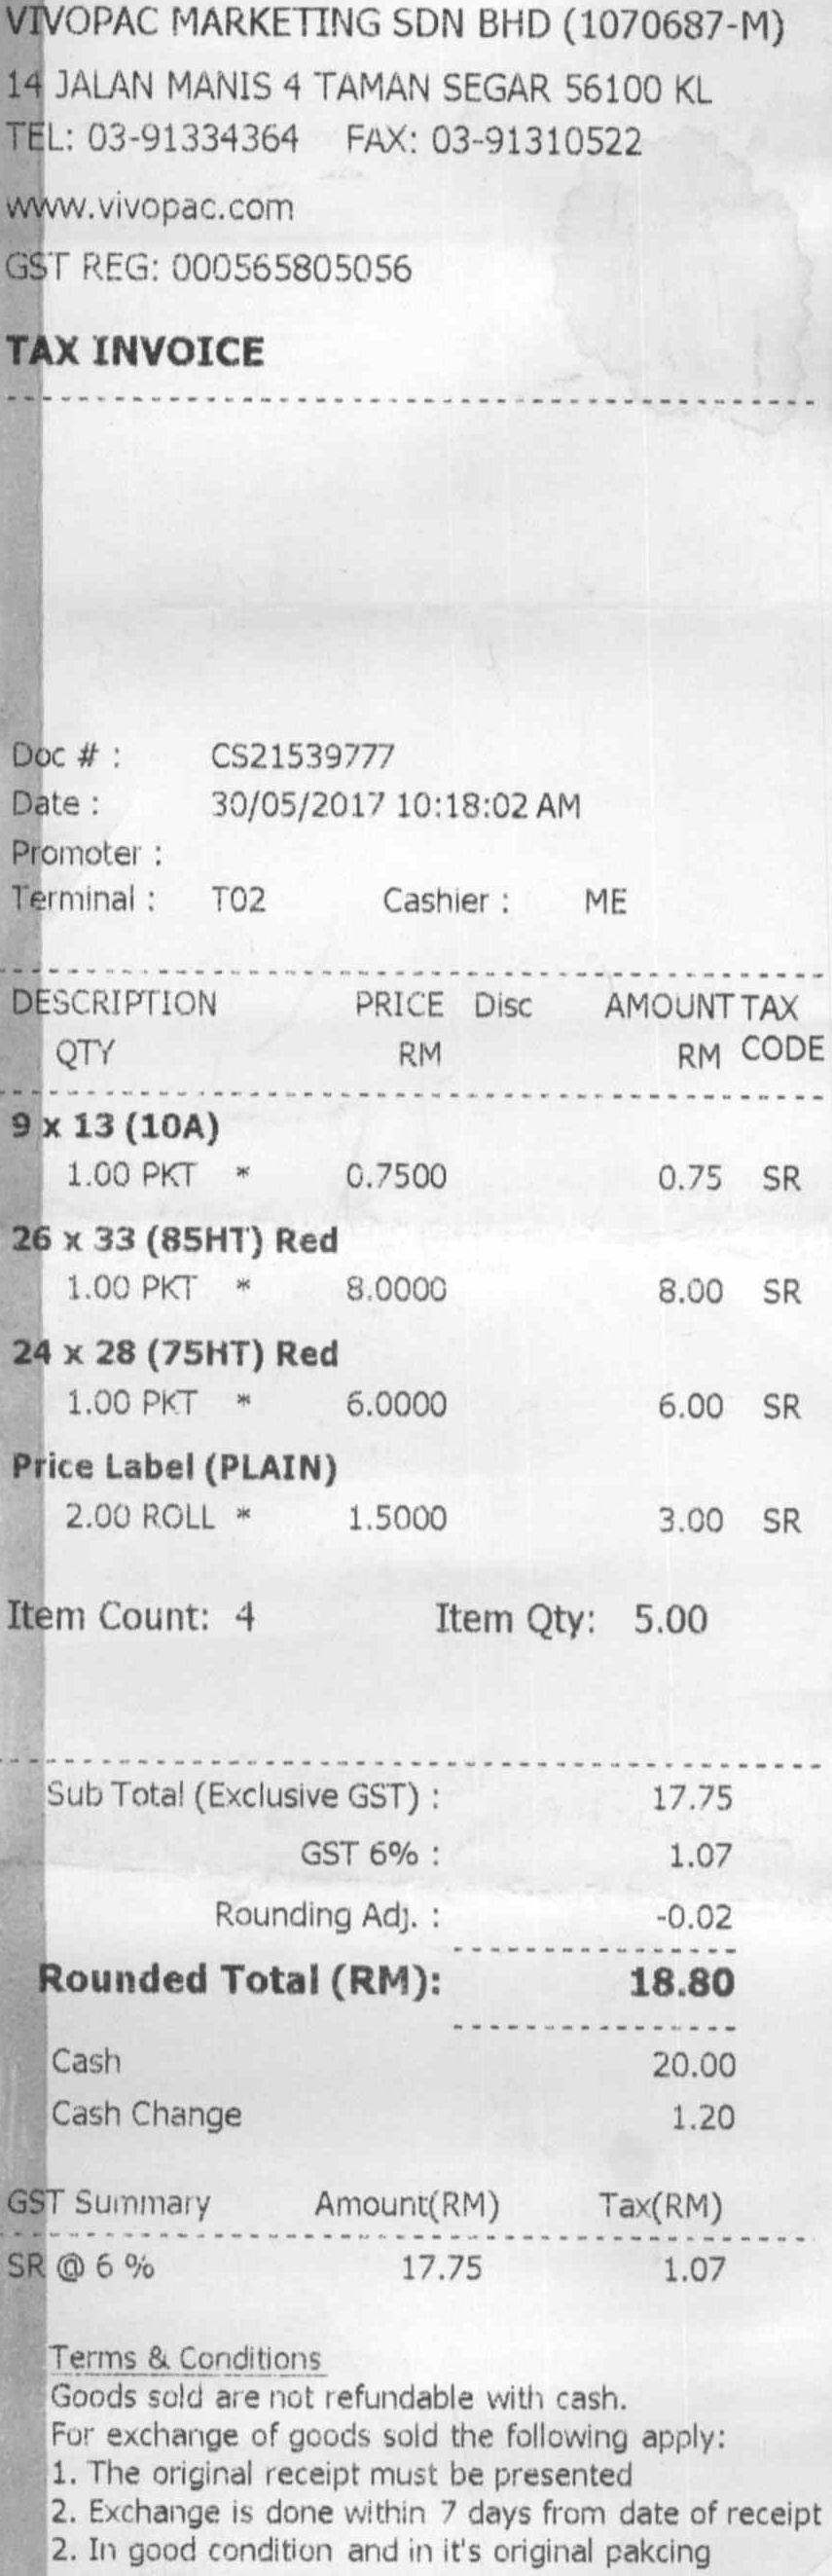 VIVOPAC MARKETING SDN BHD (1070687-M)
14 JALAN MANIS 4 TAMAN SEGAR 56100 KL
TEL: 03-91334364 FAX: 03-91310522
www.vivopac.com
GST REG: 000565805056
TAX INVOICE
Doc # : CS21539777
Date : 30/05/2017 10:18:02 AM
Promoter :
Terminal : T02 Cashier : ME
DESCRIPTION PRICE Disc AMOUNT TAX
QTY RM RM CODE
9 x 13 (10A)
1.00 PKT * 0.7500 0.75 SR
26 x 33 (85HT) Red
1.00 PKT * 8.0000 8.00 SR
24 x 28 (75HT) Red
1.00 PKT * 6.0000 6.00 SR
Price Label (PLAIN)
2.00 ROLL * 1.5000 3.00 SR
Item Count: 4 Item Qty: 5.00
Sub Total (Exclusive GST) : 17.75
GST 6% : 1.07
Rounding Adj. : -0.02
Rounded Total (RM): 18.80
Cash 20.00
Cash Change 1.20
GST Summary Amount(RM) Tax(RM)
SR @ 6 % 17.75 1.07
Terms & Conditions
Goods sold are not refundable with cash.
For exchange of goods sold the following apply:
1. The original receipt must be presented
2. Exchange is done within 7 days from date of receipt
2. In good condition and in it's original pakcing